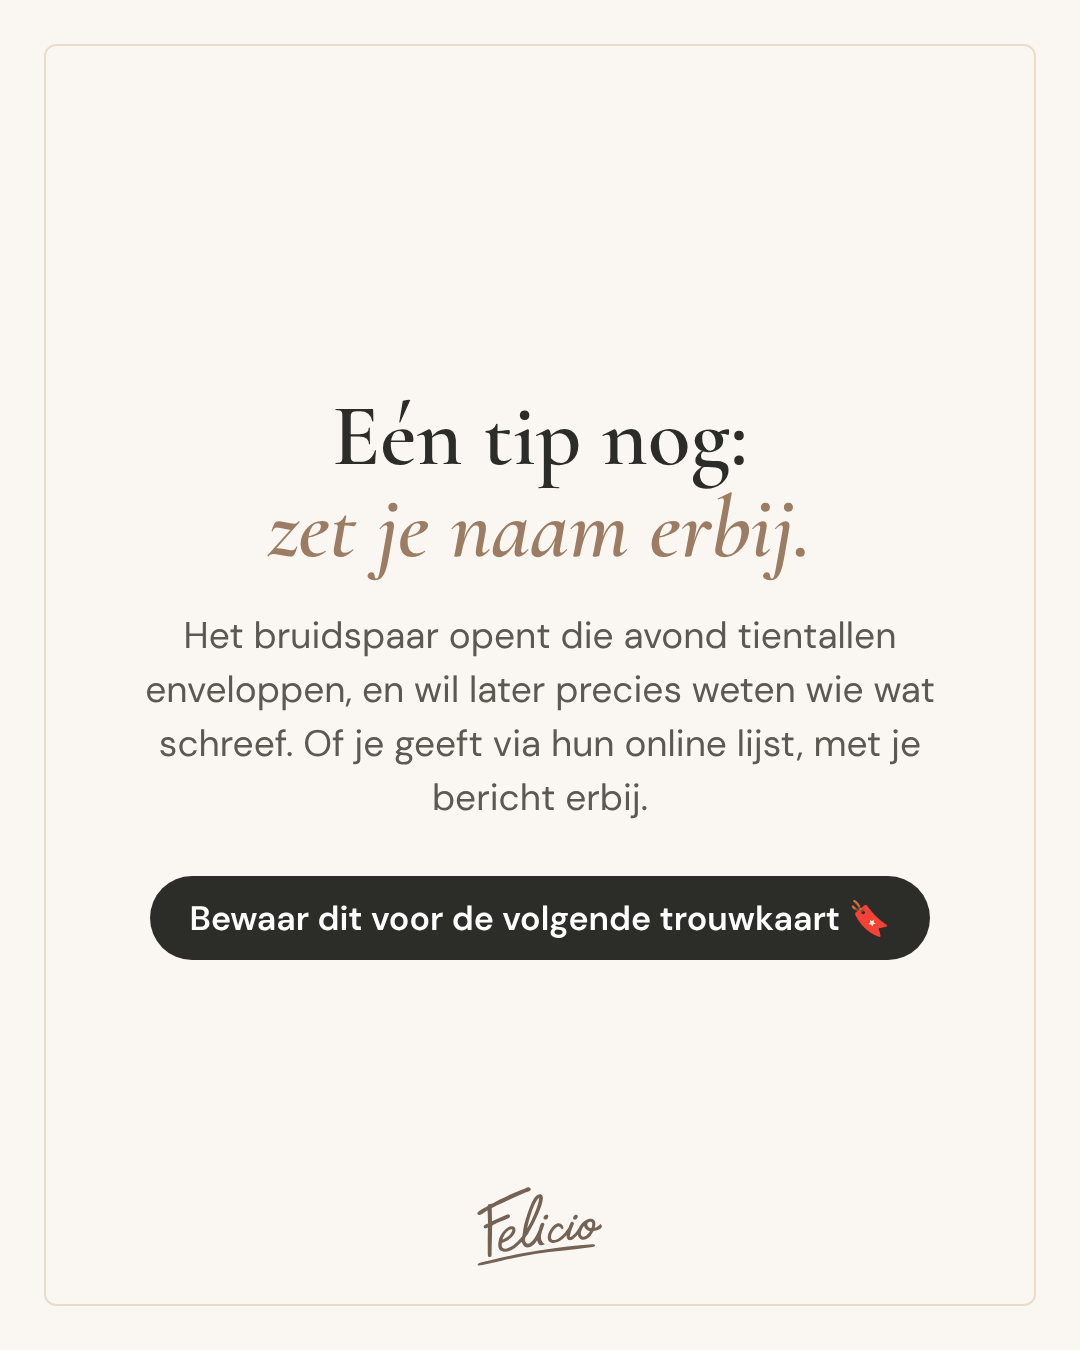 Eén tip nog:
zet je naam erbij.
Het bruidspaar opent die avond tientallen
enveloppen, en wil later precies weten wie wat
schreef. Of je geeft via hun online lijst, met je
bericht erbij.
Bewaar dit voor de volgende trouwkaart 🔖
Felicio